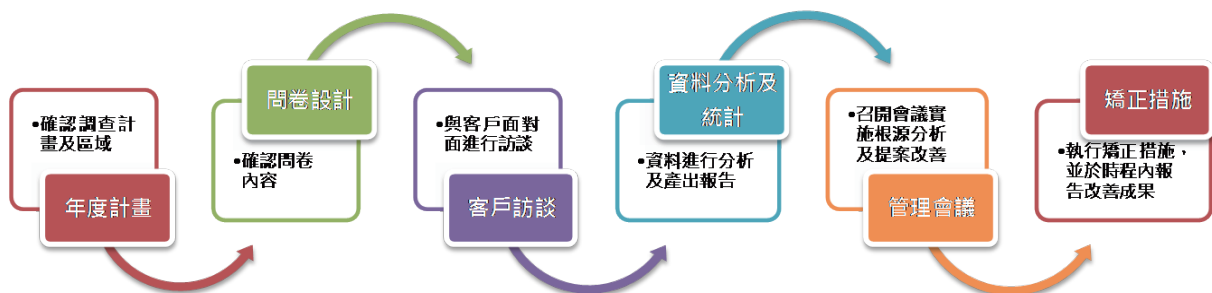 •確認調查計
畫及區域
年度計畫
問卷設計
•確認問卷
內容
•與客戶面對
面進行訪談
客戶訪談
資料分析及
統計
•資料進行分析
及產出報告
•召開會議實
施根源分析
及提案改善
管理會議
矯正措施
•執行矯正措施，
並於時程內報
告改善成果